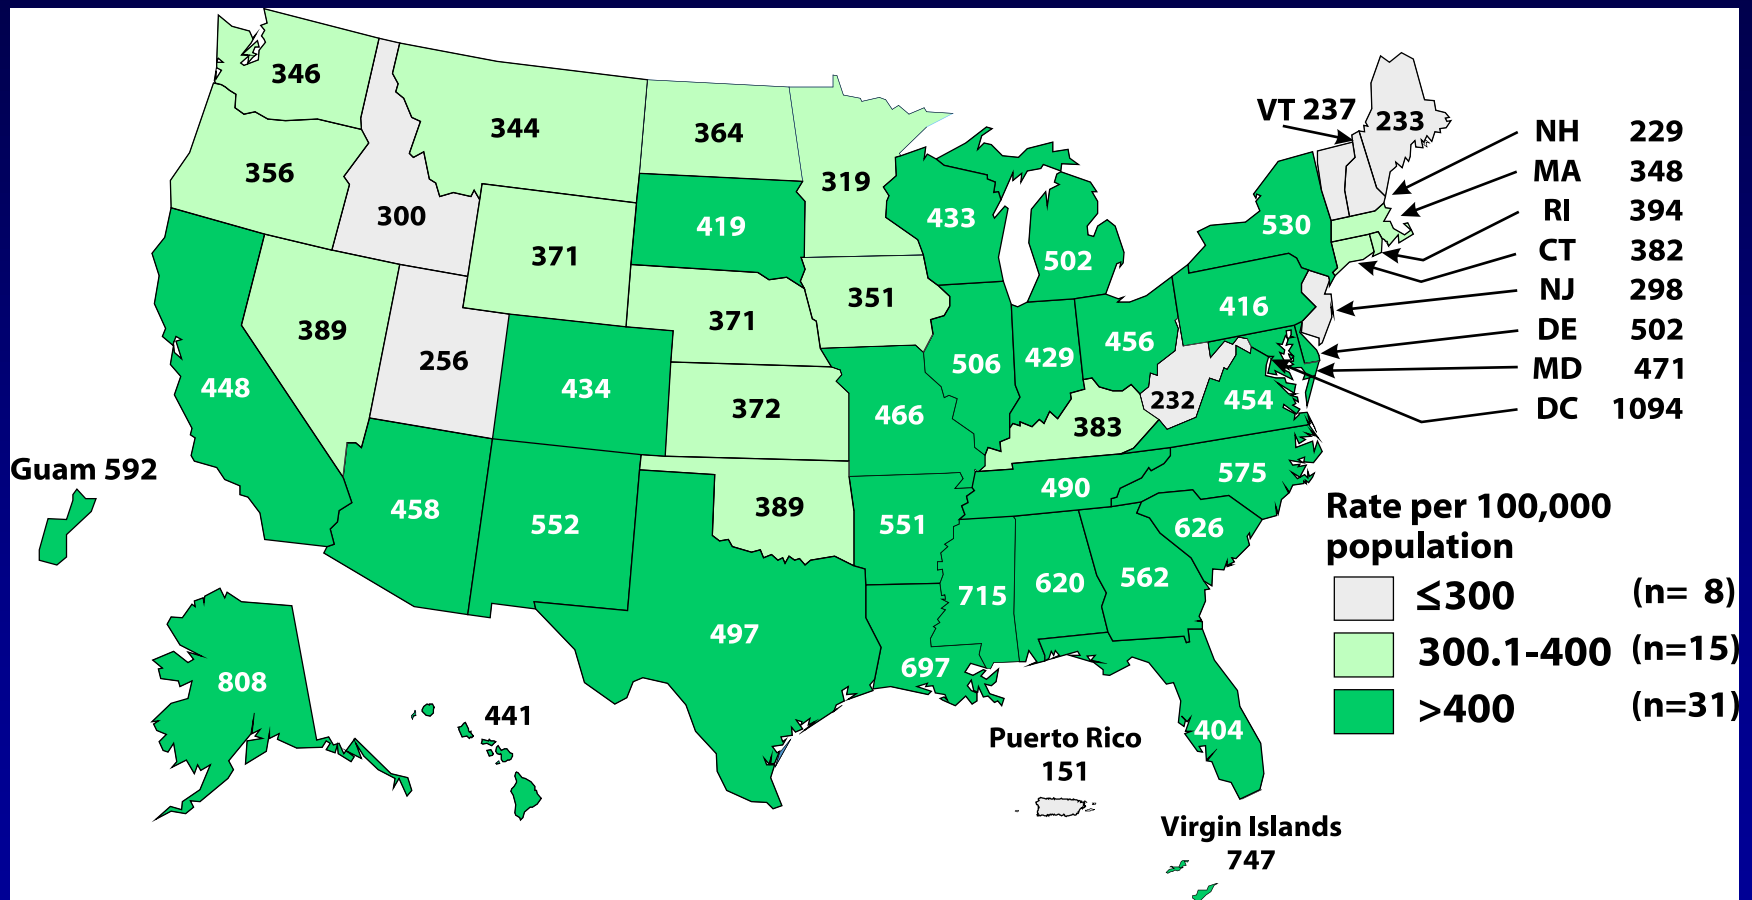 346
344
364
VT 237
233
NH 229
MA 348
RI 394
CT 382
NJ 298
DE 502
MD 471
DC 1094
356
300
371
419
319
433
502
530
389
256
371
351
416
448
434
372
466
506
429
456
232
454
383
Guam 592
458
552
389
551
490
575
626
715
620
562
497
697
404
808
441
Puerto Rico
151
Virgin Islands
747
Rate per 100,000
population
≤300 (n= 8)
300.1-400 (n=15)
>400 (n=31)